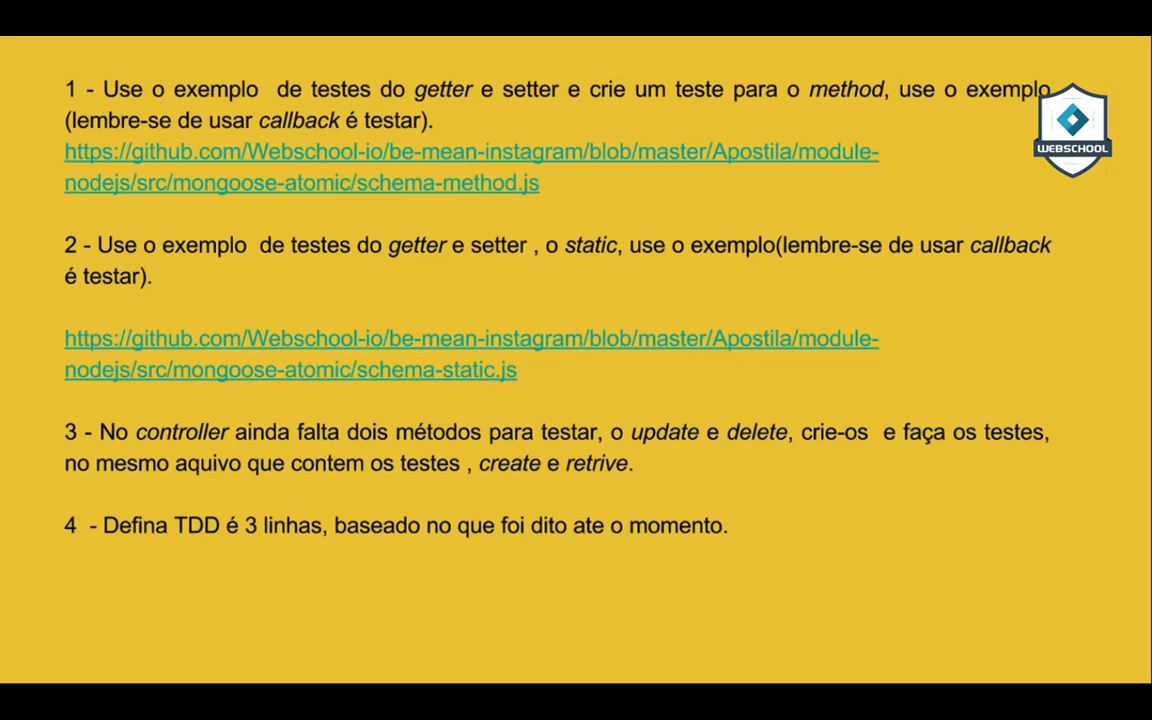 1 - Use o exemplo de testes do getter e setter e crie um teste para o method, use o exemplo
(lembre-se de usar callback é testar).
https://github.com/Webschool-io/be-mean-instagram/blob/master/Apostila/module-
nodejs/src/mongoose-atomic/schema-method.js
WEBSCHOOL
2 - Use o exemplo de testes do getter e setter , o static, use o exemplo(lembre-se de usar callback
é testar).
https://github.com/Webschool-io/be-mean-instagram/blob/master/Apostila/module-
nodejs/src/mongoose-atomic/schema-static.js
3 - No controller ainda falta dois métodos para testar, o update e delete, crie-os e faça os testes,
no mesmo aquivo que contem os testes , create e retrive.
4 - Defina TDD é 3 linhas, baseado no que foi dito ate o momento.